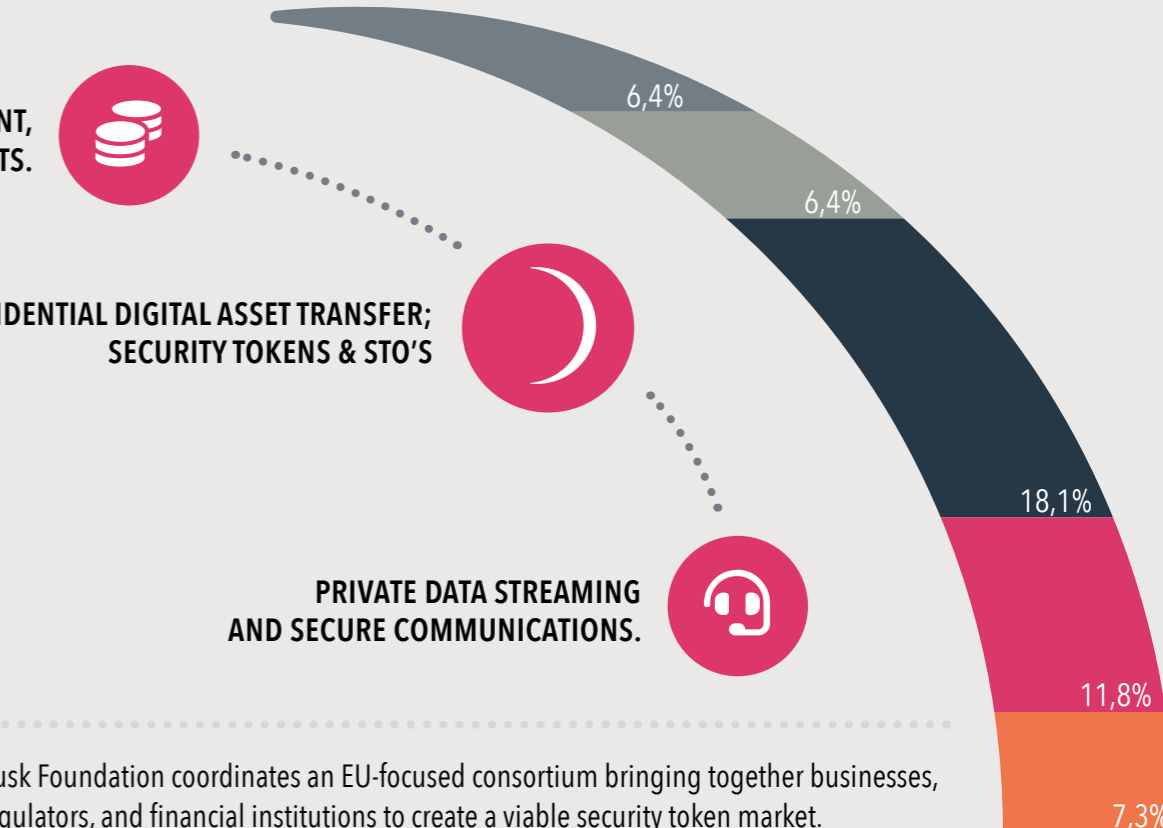 6,4%
NT,
TS.
6,4%
IDENTIAL DIGITAL ASSET TRANSFER;
SECURITY TOKENS & STO'S
18,1%
PRIVATE DATA STREAMING
AND SECURE COMMUNICATIONS.
11,8%
usk Foundation coordinates an EU-focused consortium bringing together businesses,
gulators, and financial institutions to create a viable security token market.
7,3%